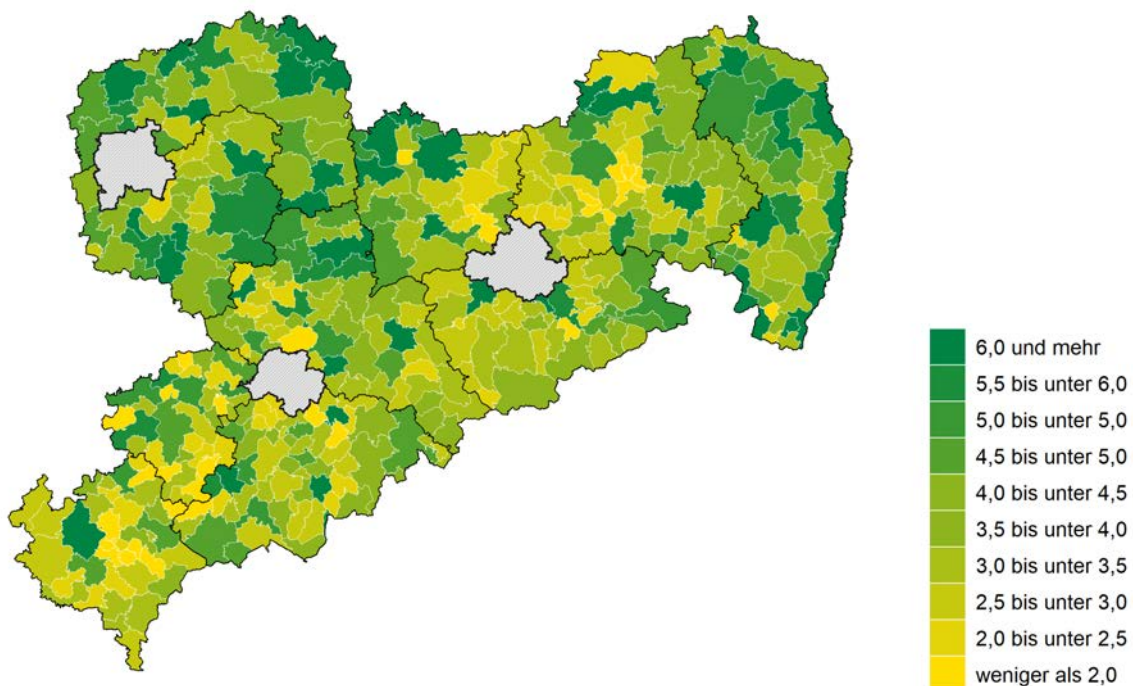 6,0 und mehr
5,5 bis unter 6,0
5,0 bis unter 5,0
4,5 bis unter 5,0
4,0 bis unter 4,5
3,5 bis unter 4,0
3,0 bis unter 3,5
2,5 bis unter 3,0
2,0 bis unter 2,5
weniger als 2,0